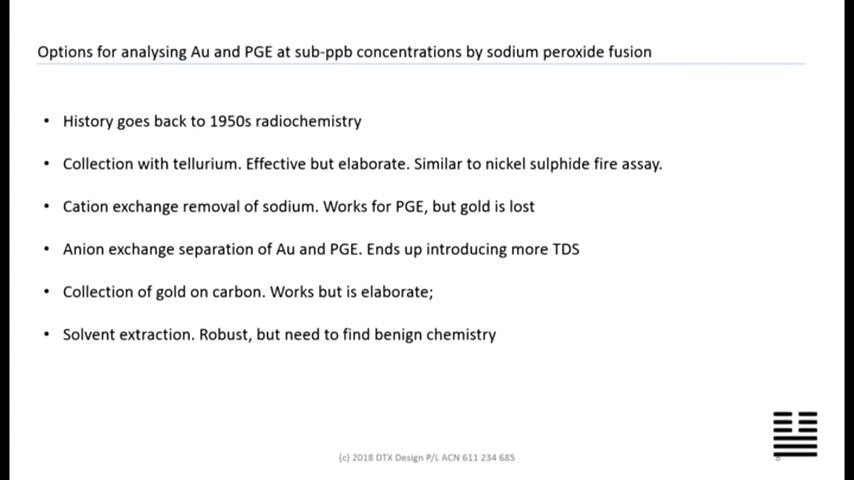 Options for analysing Au and PGE at sub-ppb concentrations by sodium peroxide fusion
• History goes back to 1950s radiochemistry
• Collection with tellurium. Effective but elaborate. Similar to nickel sulphide fire assay.
• Cation exchange removal of sodium. Works for PGE, but gold is lost
• Anion exchange separation of Au and PGE. Ends up introducing more TDS
• Collection of gold on carbon. Works but is elaborate;
• Solvent extraction. Robust, but need to find benign chemistry
(c) 2018 DTX Design P/L ACN 611 234 685